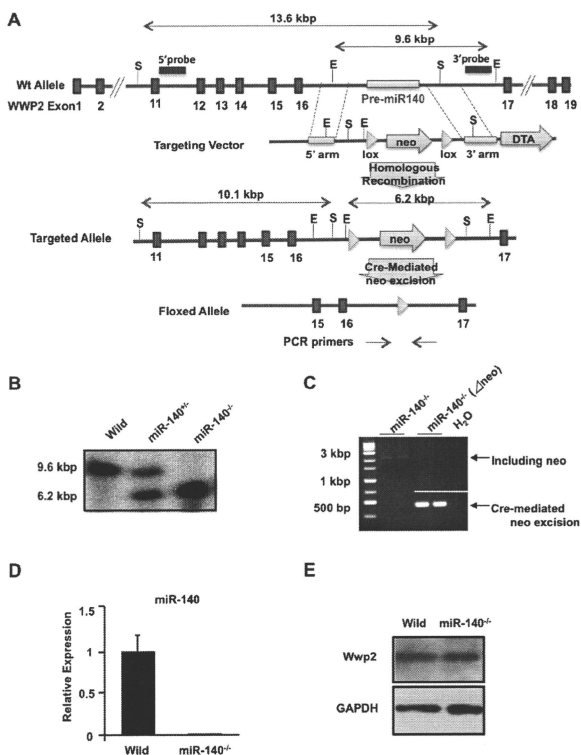 A
13.6 kbp
9.6 kbp
S
5'probe
E
S
3'probe
E
Wt Allele
WWP2 Exon1
2
11
12
13
14
15
16
Pre-miR140
17
18
19
Targeting Vector
E
S
E
neo
S
DTA
5' arm
lox
lox
3' arm
Homologous
Recombination
10.1 kbp
6.2 kbp
S
E
S
E
S
E
Targeted Allele
neo
11
15
16
17
Cre-Mediated
neo excision
Floxed Allele
15
16
17
PCR primers
B
Wild
miR-140+/-
miR-140-/-
9.6 kbp
6.2 kbp
C
miR-140-/-
miR-140-/- (⊿neo)
H2O
3 kbp
1 kbp
500 bp
Including neo
Cre-mediated
neo excision
D
miR-140
Relative Expression
1.5
1
0.5
0
Wild
miR-140-/-
E
Wild
miR-140-/-
Wwp2
GAPDH